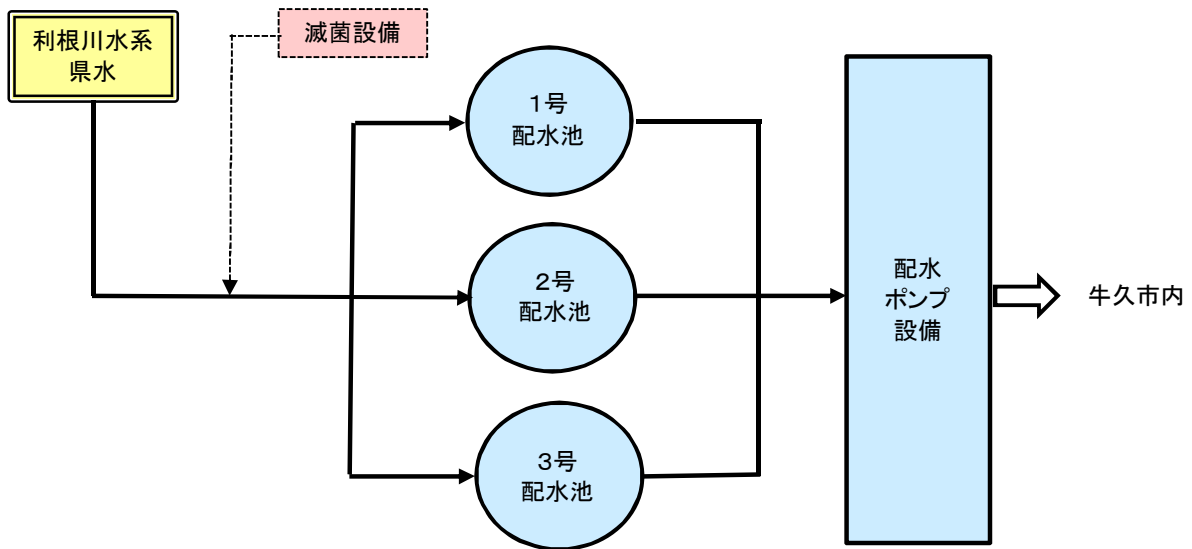 利根川水系
県水
滅菌設備
1号
配水池
2号
配水池
3号
配水池
配水
ポンプ
設備
牛久市内